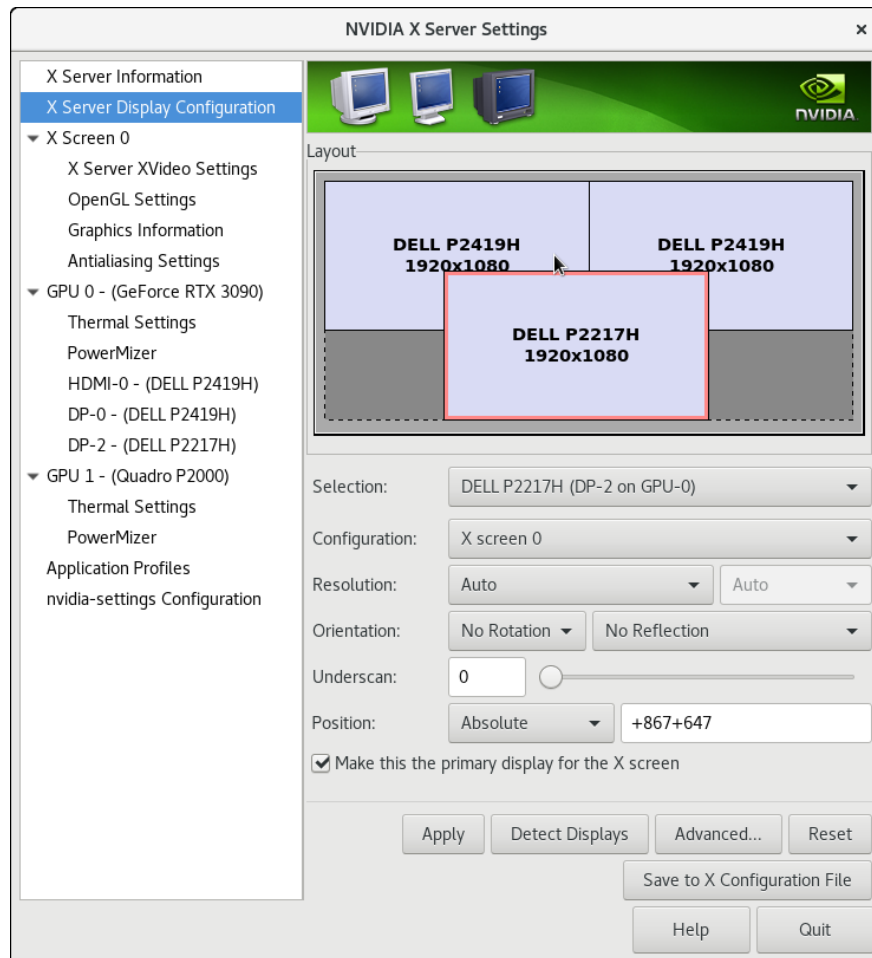 NVIDIA X Server Settings
X Server Information
X Server Display Configuration
X Screen 0
X Server XVideo Settings
OpenGL Settings
Graphics Information
Antialiasing Settings
GPU 0 - (GeForce RTX 3090)
Thermal Settings
PowerMizer
HDMI-0 - (DELL P2419H)
DP-0 - (DELL P2419H)
DP-2 - (DELL P2217H)
GPU 1 - (Quadro P2000)
Thermal Settings
PowerMizer
Application Profiles
nvidia-settings Configuration
NVIDIA.
Layout
DELL P2419H
1920x1080
DELL P2419H
1920x1080
DELL P2217H
1920x1080
Selection: DELL P2217H (DP-2 on GPU-0)
Configuration: X screen 0
Resolution: Auto Auto
Orientation: No Rotation No Reflection
Underscan: 0
Position: Absolute +867+647
Make this the primary display for the X screen
Apply Detect Displays Advanced... Reset
Save to X Configuration File
Help Quit